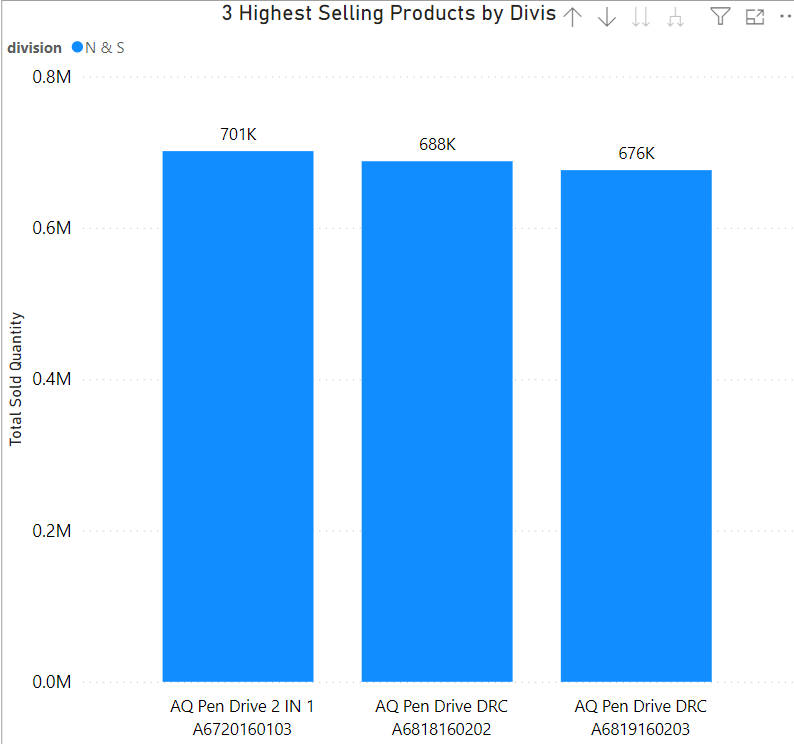 3 Highest Selling Products by Divis
division N & S
0.8M
701K
688K
676K
0.6M
0.4M
0.2M
0.0M
Total Sold Quantity
AQ Pen Drive 2 IN 1
A6720160103
AQ Pen Drive DRC
A6818160202
AQ Pen Drive DRC
A6819160203